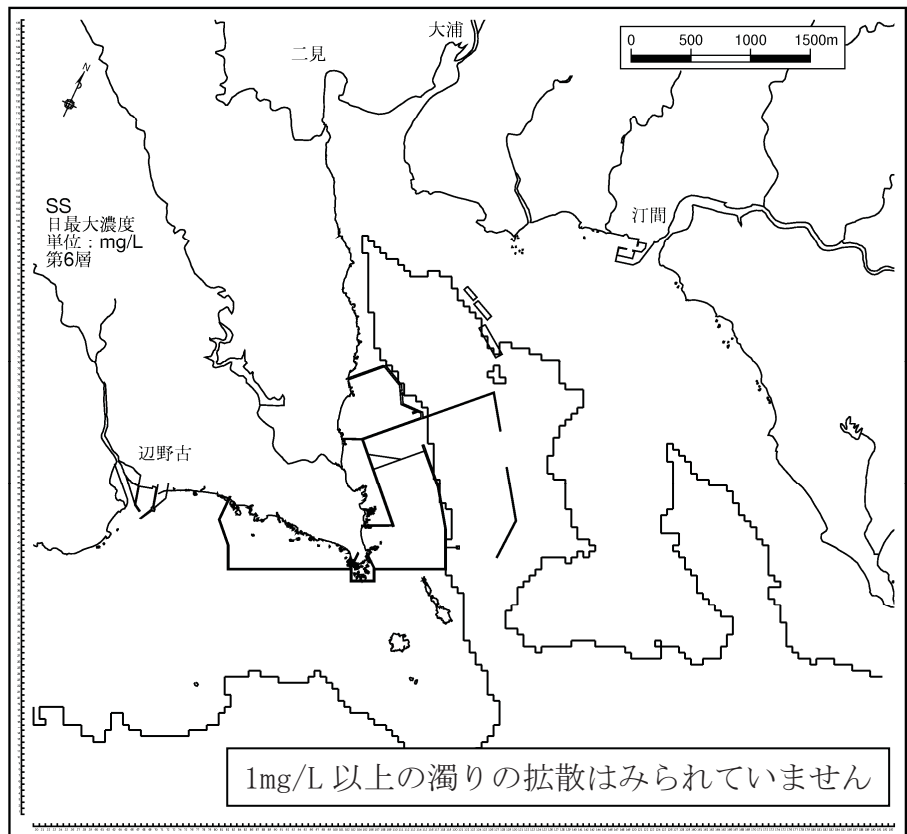 大浦
二見
0 500 1000 1500m
N
SS
日最大濃度
単位：mg/L
第6層
汀間
辺野古
1mg/L 以上の濁りの拡散はみられていません